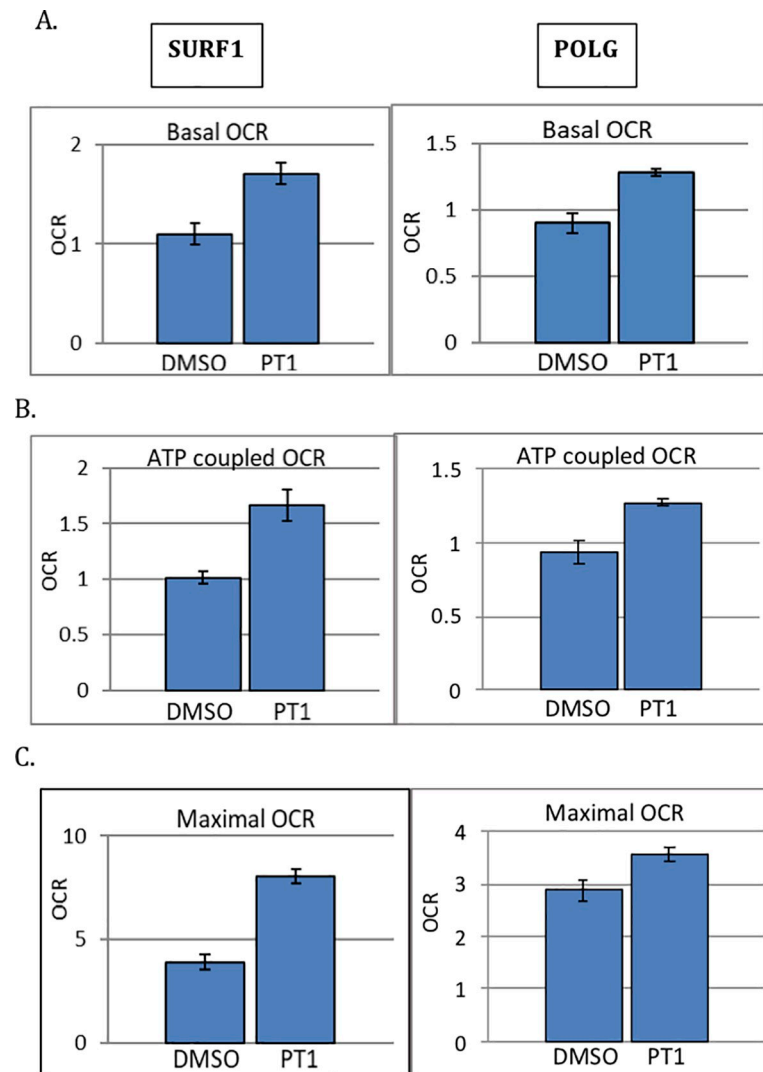 A.
SURF1
POLG
Basal OCR
2
1
0
OCR
DMSO PT1
Basal OCR
1.5
1
0.5
0
OCR
DMSO PT1
B.
ATP coupled OCR
2
1.5
1
0.5
0
OCR
DMSO PT1
ATP coupled OCR
1.5
1
0.5
0
OCR
DMSO PT1
C.
Maximal OCR
10
5
0
OCR
DMSO PT1
Maximal OCR
4
3
2
1
0
OCR
DMSO PT1